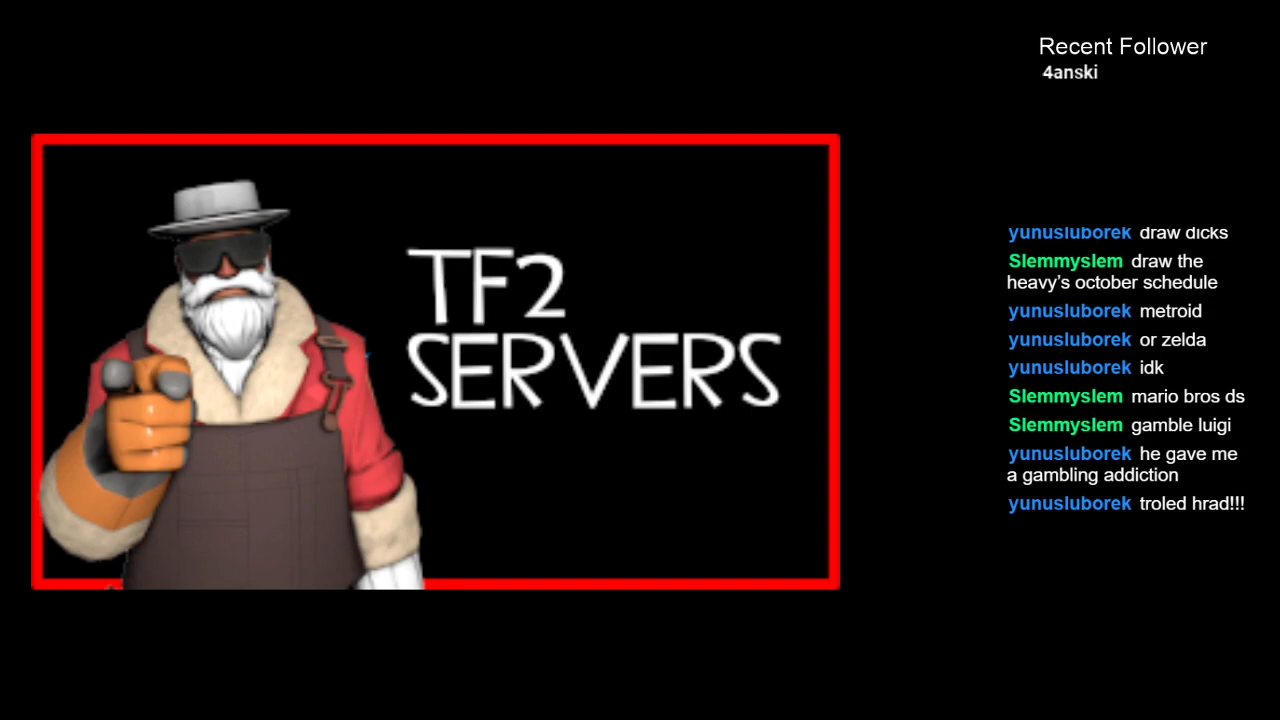 Recent Follower
4anski
TF2
SERVERS
yunusluborek draw dicks
Slemmyslem draw the
heavy's october schedule
yunusluborek metroid
yunusluborek or zelda
yunusluborek idk
Slemmyslem mario bros ds
Slemmyslem gamble luigi
yunusluborek he gave me
a gambling addiction
yunusluborek troled hrad!!!